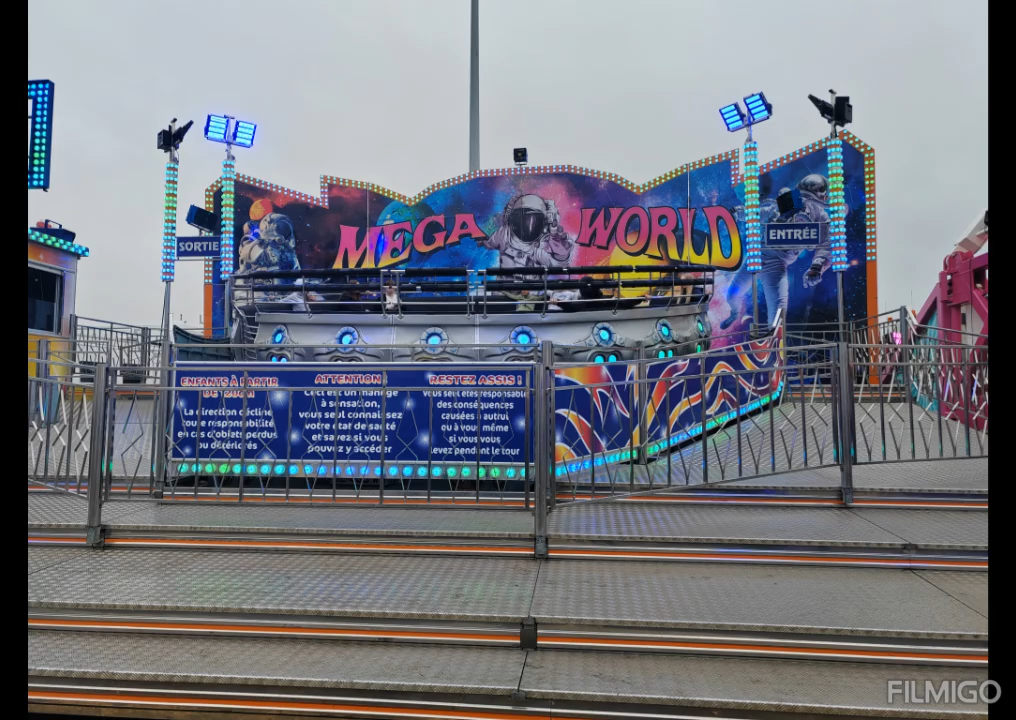 MEGA WORLD
SORTIE
ENTRÉE
ENFANTS À PARTIR
La direction décline
toute responsabilité
en cas d'objets perdus
ou détériorés
ATTENTION !
Ceci est un manège
à sensation,
vous seul connaissez
votre état de santé
et savez si vous
pouvez y accéder
RESTEZ ASSIS !
Vous seul êtes responsable
des conséquences
causées à autrui
ou à vous même
si vous vous
levez pendant le tour
FILMIGO